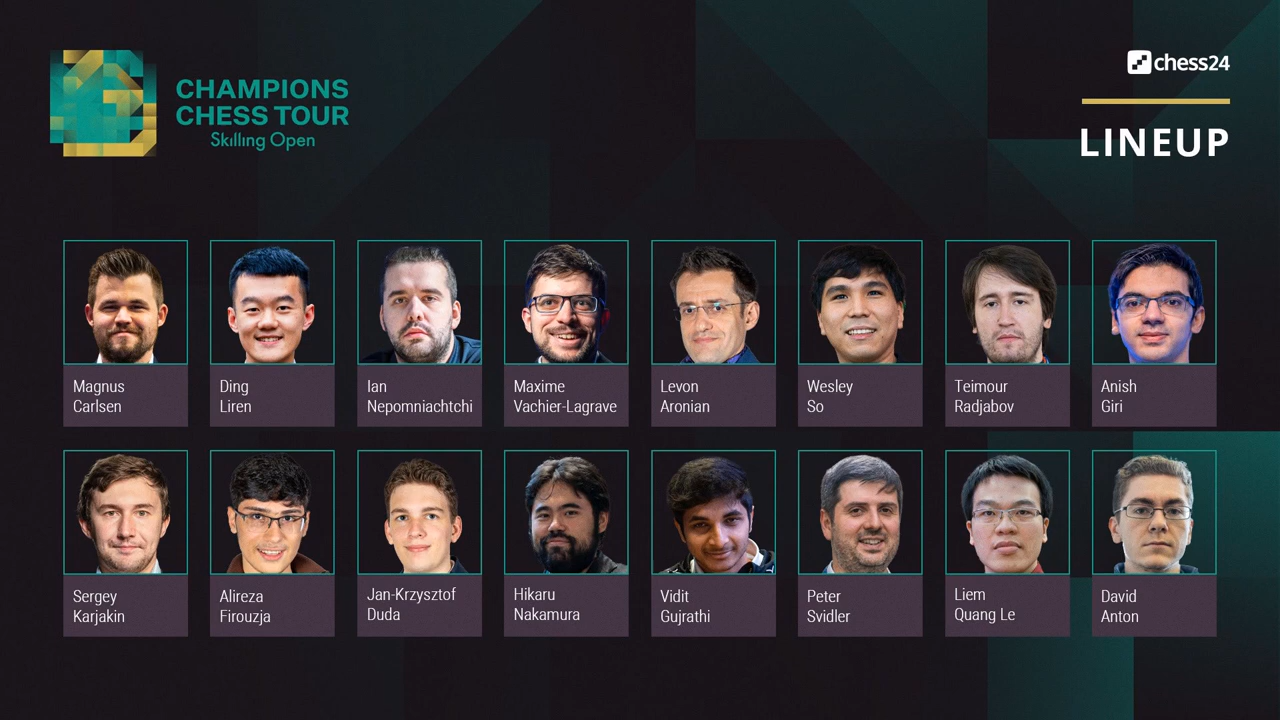 CHAMPIONS
CHESS TOUR
Skilling Open
chess24
LINEUP
Magnus
Carlsen
Ding
Liren
Ian
Nepomniachtchi
Maxime
Vachier-Lagrave
Levon
Aronian
Wesley
So
Teimour
Radjabov
Anish
Giri
Sergey
Karjakin
Alireza
Firouzja
Jan-Krzysztof
Duda
Hikaru
Nakamura
Vidit
Gujrathi
Peter
Svidler
Liem
Quang Le
David
Anton